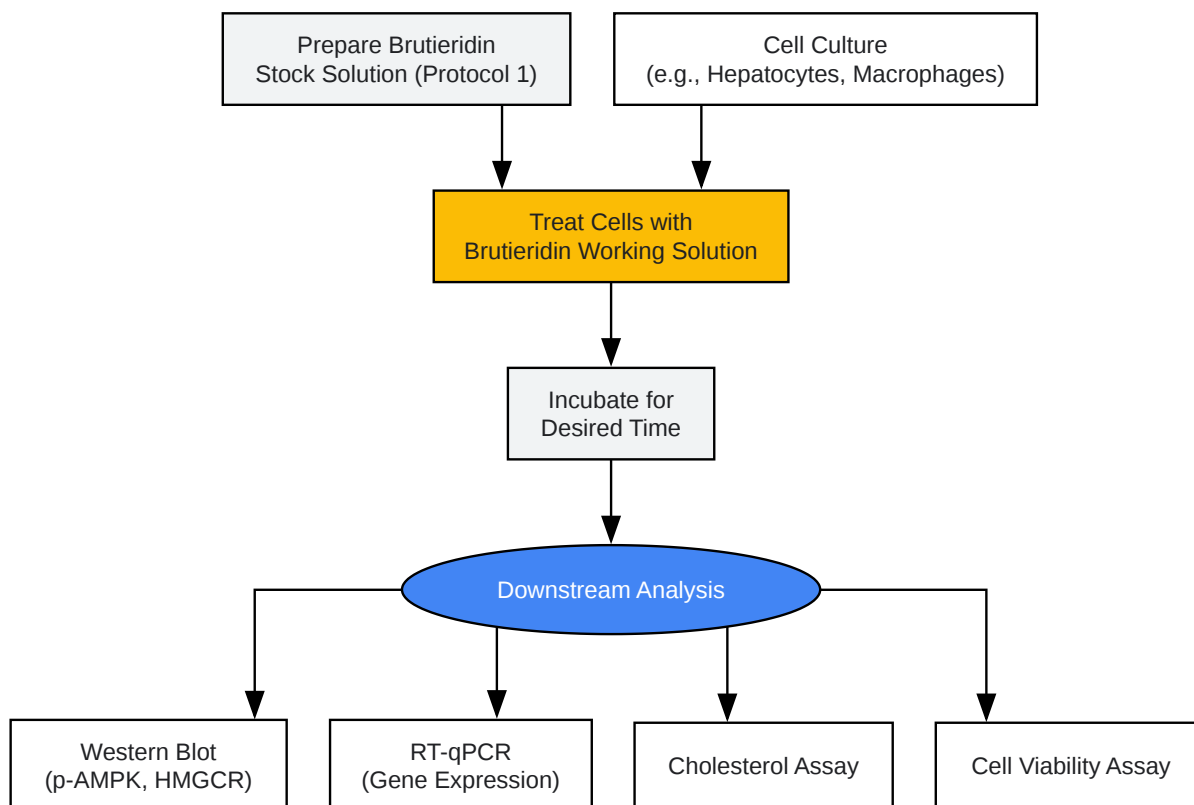 Prepare Brutieridin
Stock Solution (Protocol 1)
Cell Culture
(e.g., Hepatocytes, Macrophages)
Treat Cells with
Brutieridin Working Solution
Incubate for
Desired Time
Downstream Analysis
Western Blot
(p-AMPK, HMGCR)
RT-qPCR
(Gene Expression)
Cholesterol Assay
Cell Viability Assay